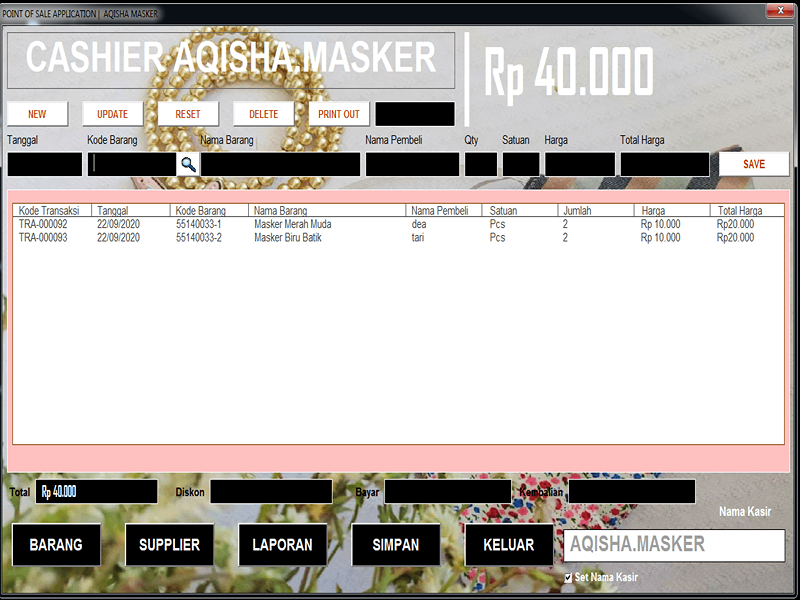 POINT OF SALE APPLICATION | AQISHA MASKER
X
CASHIER AQISHA.MASKER
Rp 40.000
NEW UPDATE RESET DELETE PRINT OUT
Tanggal Kode Barang Nama Barang Nama Pembeli Qty Satuan Harga Total Harga
SAVE
Kode Transaksi Tanggal Kode Barang Nama Barang Nama Pembeli Satuan Jumlah Harga Total Harga
TRA-000092 22/09/2020 55140033-1 Masker Merah Muda dea Pcs 2 Rp 10.000 Rp20.000
TRA-000093 22/09/2020 55140033-2 Masker Biru Batik tari Pcs 2 Rp 10.000 Rp20.000
Total Rp 40.000 Diskon Bayar Kembalian
Nama Kasir
BARANG SUPPLIER LAPORAN SIMPAN KELUAR AQISHA.MASKER
Set Nama Kasir